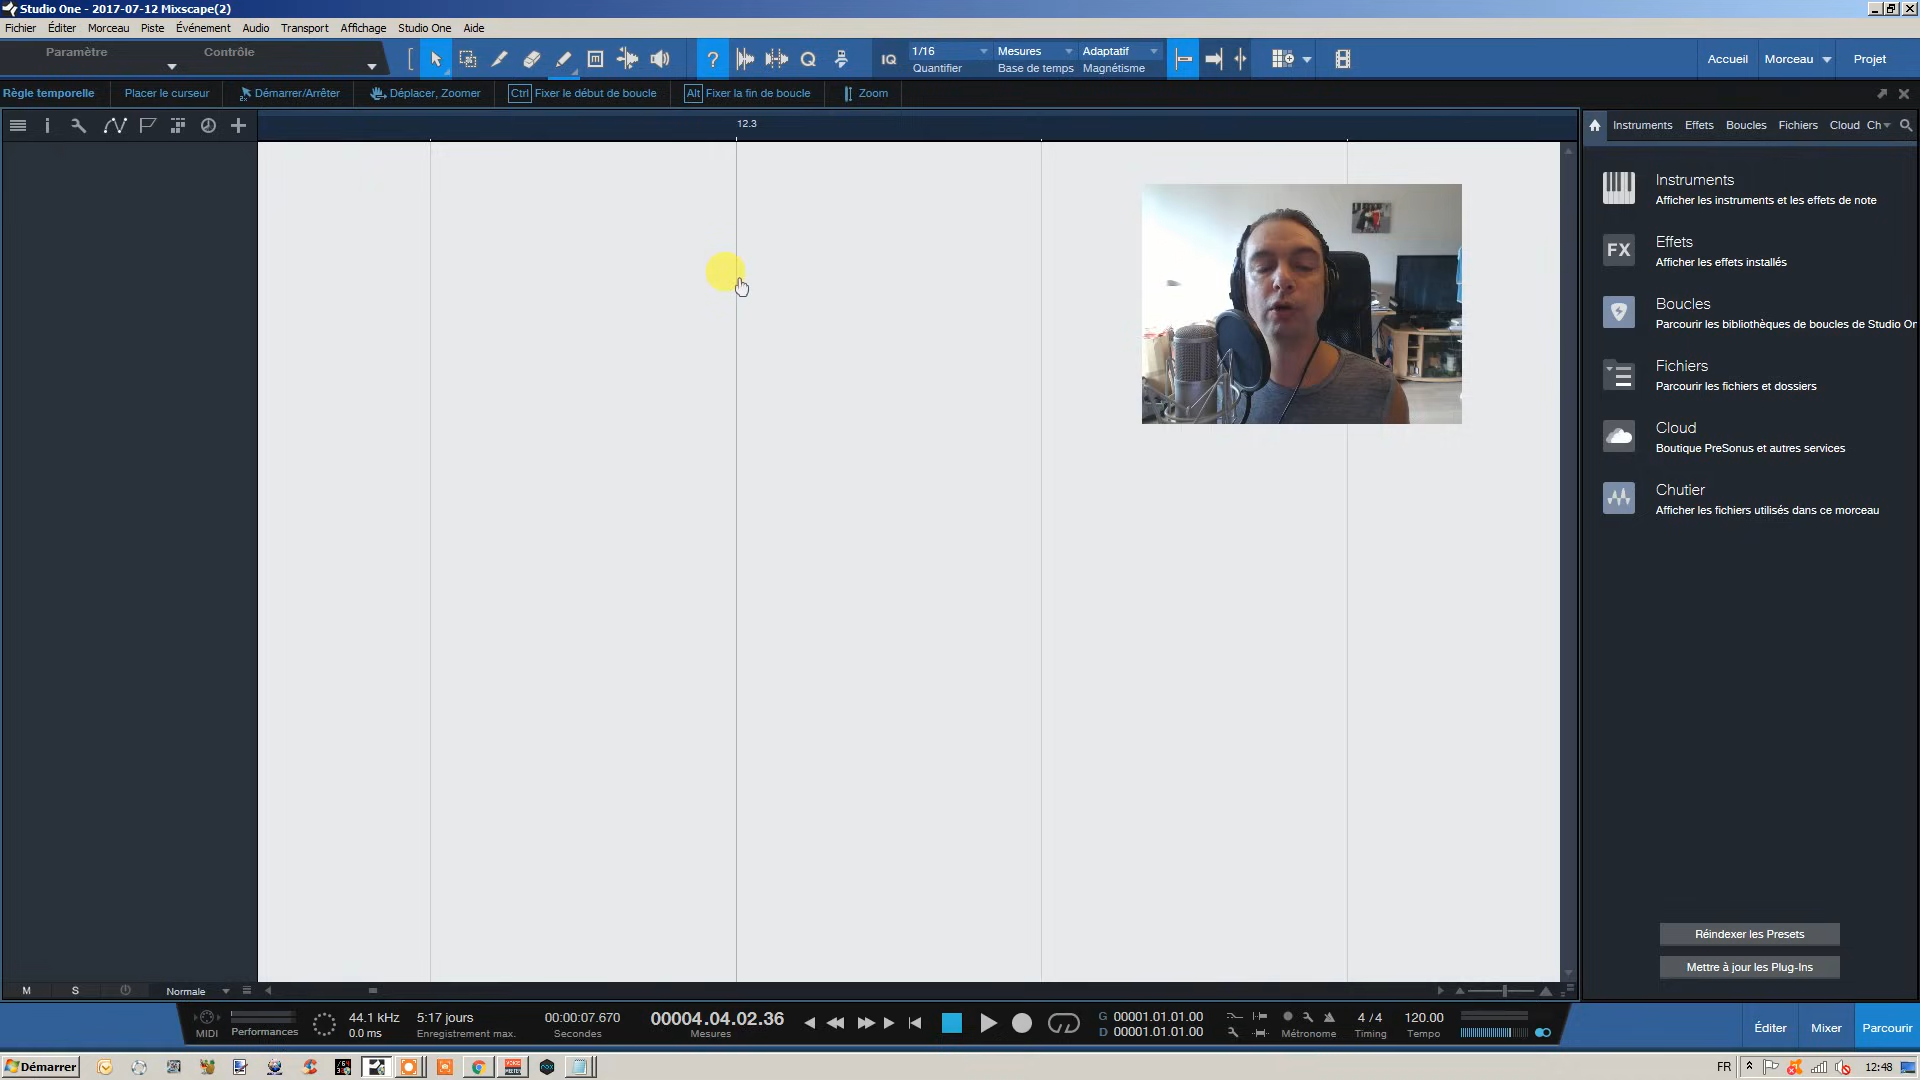 Studio One - 2017-07-12 Mixscape(2)
Fichier Éditer Morceau Piste Événement Audio Transport Affichage Studio One Aide
Paramètre Contrôle
? Q IQ 1/16 Mesures Adaptatif
Quantifier Base de temps Magnétisme
Accueil Morceau Projet
Règle temporelle Placer le curseur Démarrer/Arrêter Déplacer, Zoomer Ctrl Fixer le début de boucle Alt Fixer la fin de boucle Zoom
12.3
Instruments Effets Boucles Fichiers Cloud Ch
Instruments
Afficher les instruments et les effets de note
FX
Effets
Afficher les effets installés
Boucles
Parcourir les bibliothèques de boucles de Studio On
Fichiers
Parcourir les fichiers et dossiers
Cloud
Boutique PreSonus et autres services
Chutier
Afficher les fichiers utilisés dans ce morceau
Réindexer les Presets
Mettre à jour les Plug-Ins
M S Normale
MIDI Performances
44.1 kHz
0.0 ms
5:17 jours
Enregistrement max.
00:00:07.670
Secondes
00004.04.02.36
Mesures
G 00001.01.01.00
D 00001.01.01.00
Métronome
4 / 4
Timing
120.00
Tempo
Éditer Mixer Parcourir
Démarrer
FR 12:48